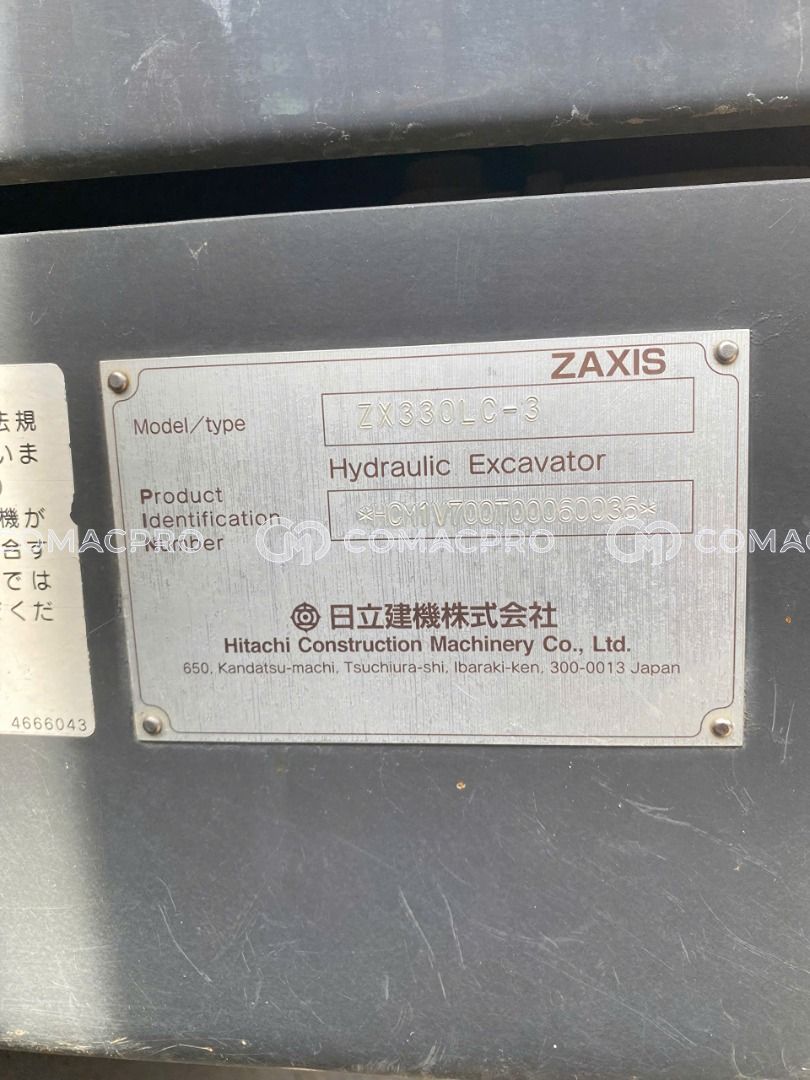 ZAXIS
Model/type
ZX330LC-3
Hydraulic Excavator
Product
Identification
Number
*HCM1V700T00060036*
日立建機株式会社
Hitachi Construction Machinery Co., Ltd.
650, Kandatsu-machi, Tsuchiura-shi, Ibaraki-ken, 300-0013 Japan
法規
いま
機が
合す
では
くだ
4666043
COMACPRO
COMACPRO
COMACPRO
COMACPRO